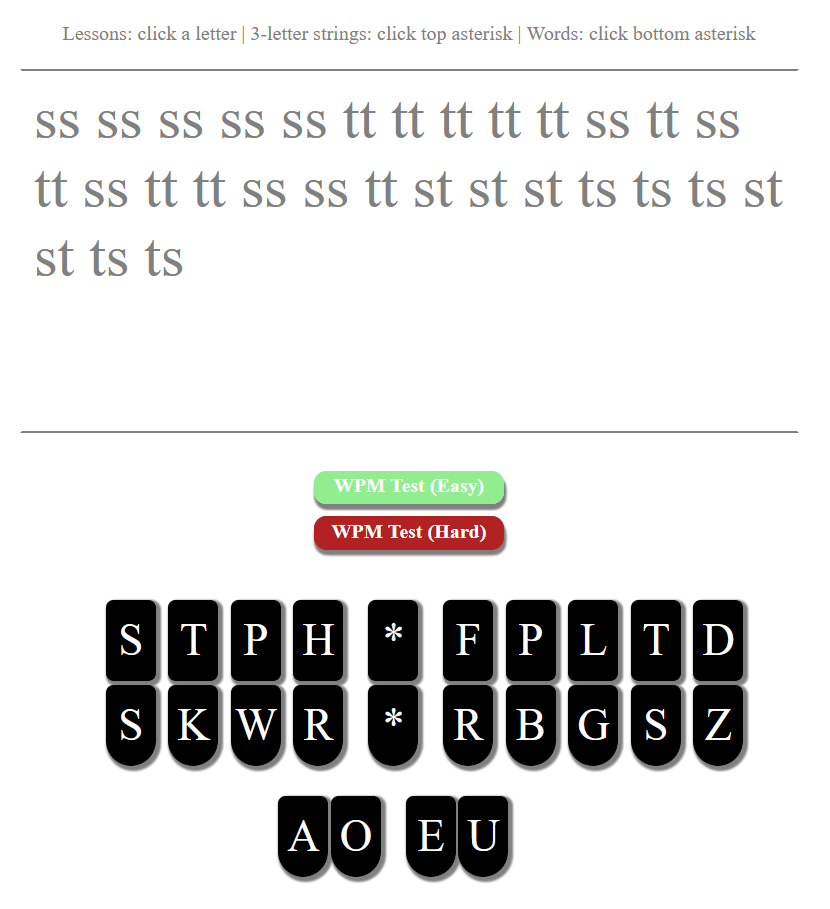 Lessons: click a letter | 3-letter strings: click top asterisk | Words: click bottom asterisk
ss ss ss ss ss tt tt tt tt tt ss tt ss
tt ss tt tt ss ss tt st st st ts ts ts st
st ts ts
WPM Test (Easy)
WPM Test (Hard)
S T P H * F P L T D
S K W R * R B G S Z
A O E U